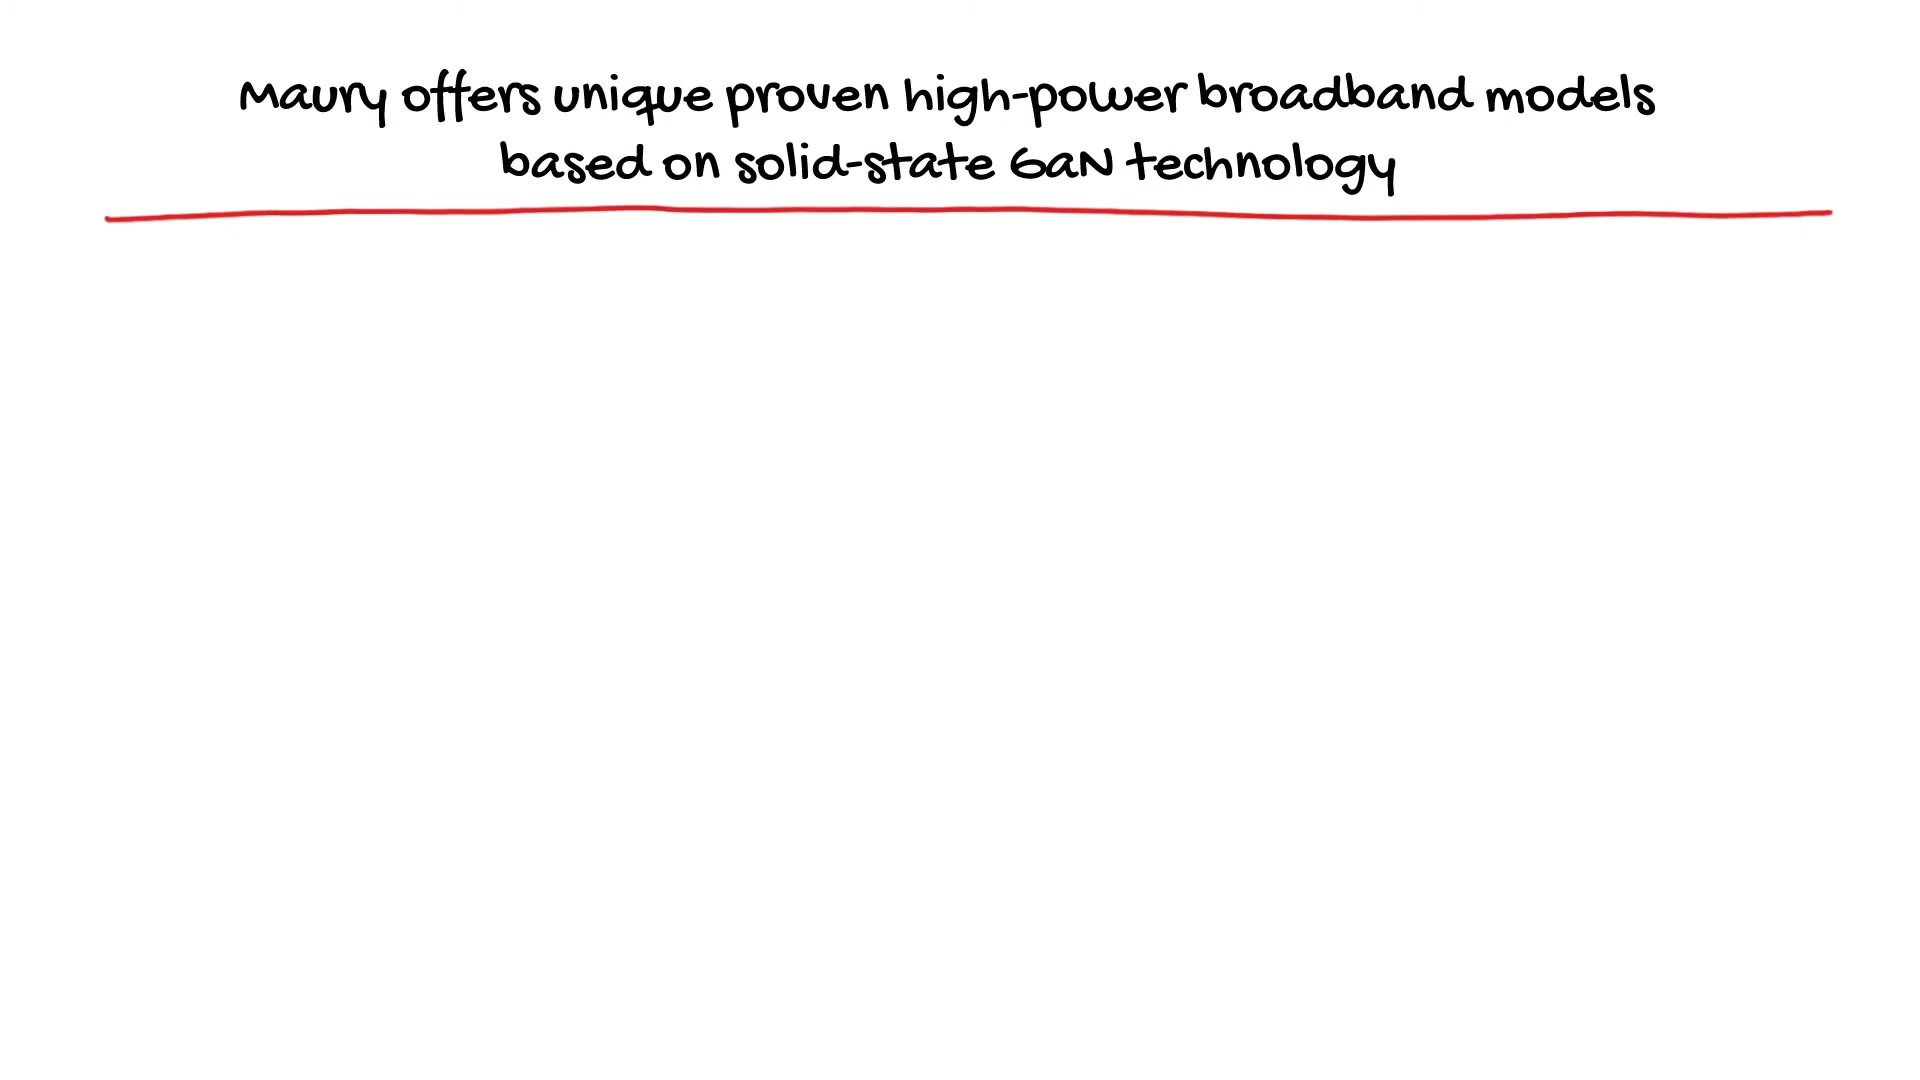 Maury offers unique proven high-power broadband models
based on solid-state GaN technology